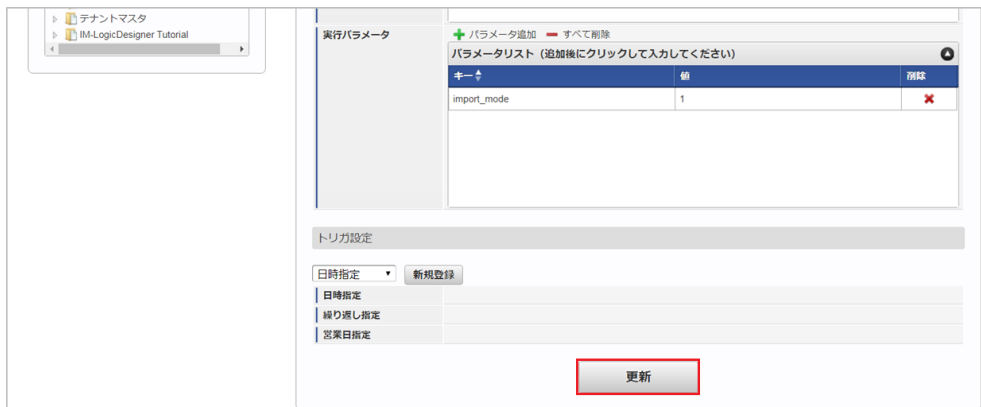 テナントマスタ
IM-LogicDesigner Tutorial
実行パラメータ
パラメータ追加 すべて削除
パラメータリスト（追加後にクリックして入力してください）
キー 値 削除
import_mode 1
トリガ設定
日時指定 新規登録
日時指定
繰り返し指定
営業日指定
更新